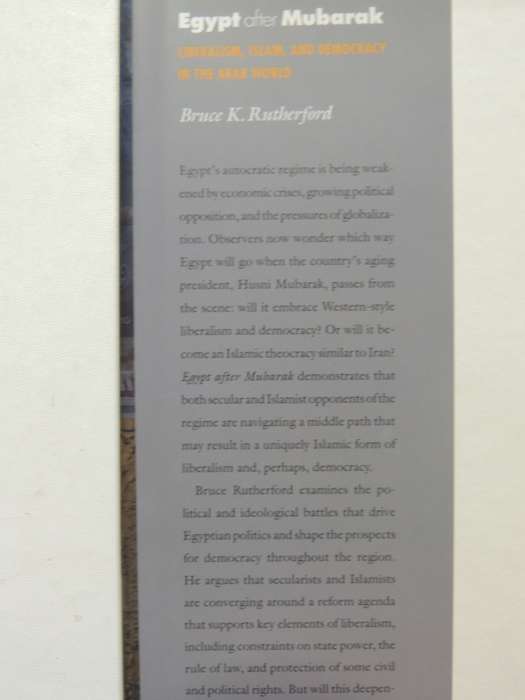 Egypt after Mubarak
LIBERALISM, ISLAM, AND DEMOCRACY
IN THE ARAB WORLD
Bruce K. Rutherford
Egypt's autocratic regime is being weak-
ened by economic crises, growing political
opposition, and the pressures of globaliza-
tion. Observers now wonder which way
Egypt will go when the country's aging
president, Husni Mubarak, passes from
the scene: will it embrace Western-style
liberalism and democracy? Or will it be-
come an Islamic theocracy similar to Iran?
Egypt after Mubarak demonstrates that
both secular and Islamist opponents of the
regime are navigating a middle path that
may result in a uniquely Islamic form of
liberalism and, perhaps, democracy.
Bruce Rutherford examines the po-
litical and ideological battles that drive
Egyptian politics and shape the prospects
for democracy throughout the region.
He argues that secularists and Islamists
are converging around a reform agenda
that supports key elements of liberalism,
including constraints on state power, the
rule of law, and protection of some civil
and political rights. But will this deepen-